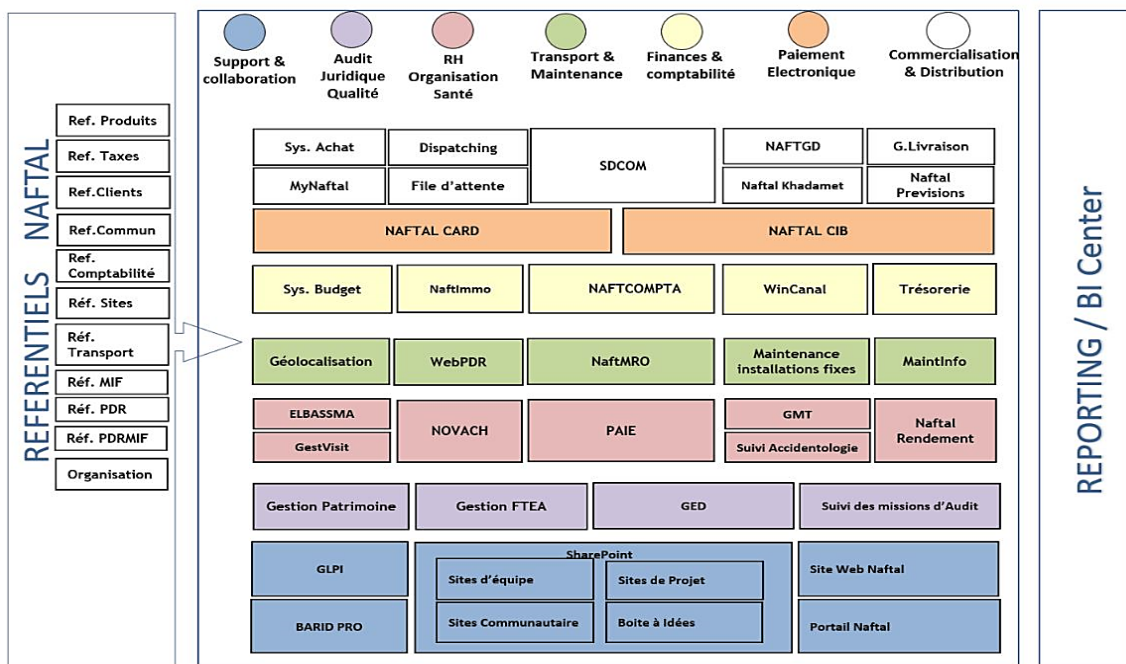 REFERENTIELS NAFTAL
Ref. Produits
Ref. Taxes
Ref.Clients
Ref.Commun
Ref.
Comptabilité
Réf. Sites
Réf.
Transport
Réf. MIF
Réf. PDR
Réf. PDRMIF
Organisation
Support &
collaboration
Audit
Juridique
Qualité
RH
Organisation
Santé
Transport &
Maintenance
Finances &
comptabilité
Paiement
Electronique
Commercialisation
& Distribution
Sys. Achat
Dispatching
SDCOM
NAFTGD
G.Livraison
MyNaftal
File d'attente
Naftal Khadamet
Naftal
Previsions
NAFTAL CARD
NAFTAL CIB
Sys. Budget
NaftImmo
NAFTCOMPTA
WinCanal
Trésorerie
Géolocalisation
WebPDR
NaftMRO
Maintenance
installations fixes
MaintInfo
ELBASSMA
GestVisit
NOVACH
PAIE
GMT
Suivi Accidentologie
Naftal
Rendement
Gestion Patrimoine
Gestion FTEA
GED
Suivi des missions d'Audit
GLPI
BARID PRO
SharePoint
Sites d'équipe
Sites de Projet
Sites Communautaire
Boite à Idées
Site Web Naftal
Portail Naftal
REPORTING / BI Center